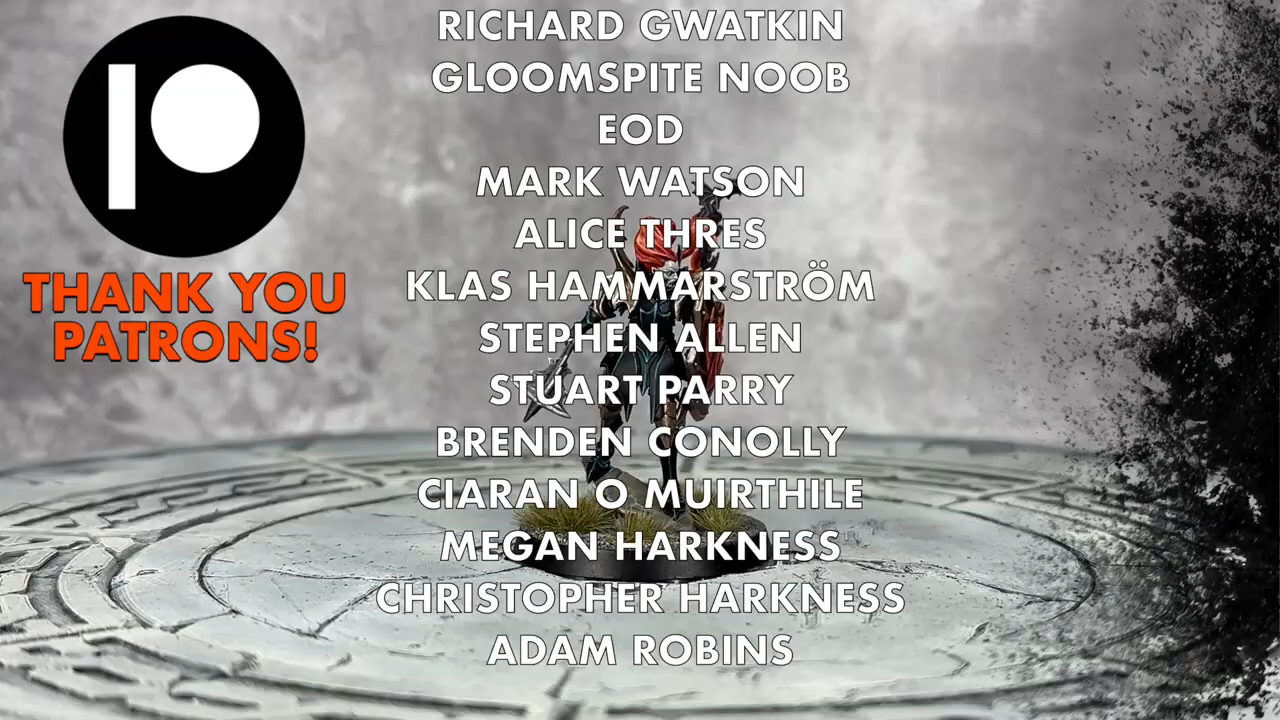 THANK YOU
PATRONS!
RICHARD GWATKIN
GLOOMSPITE NOOB
EOD
MARK WATSON
ALICE THRES
KLAS HAMMARSTRÖM
STEPHEN ALLEN
STUART PARRY
BRENDEN CONOLLY
CIARAN O MUIRTHILE
MEGAN HARKNESS
CHRISTOPHER HARKNESS
ADAM ROBINS